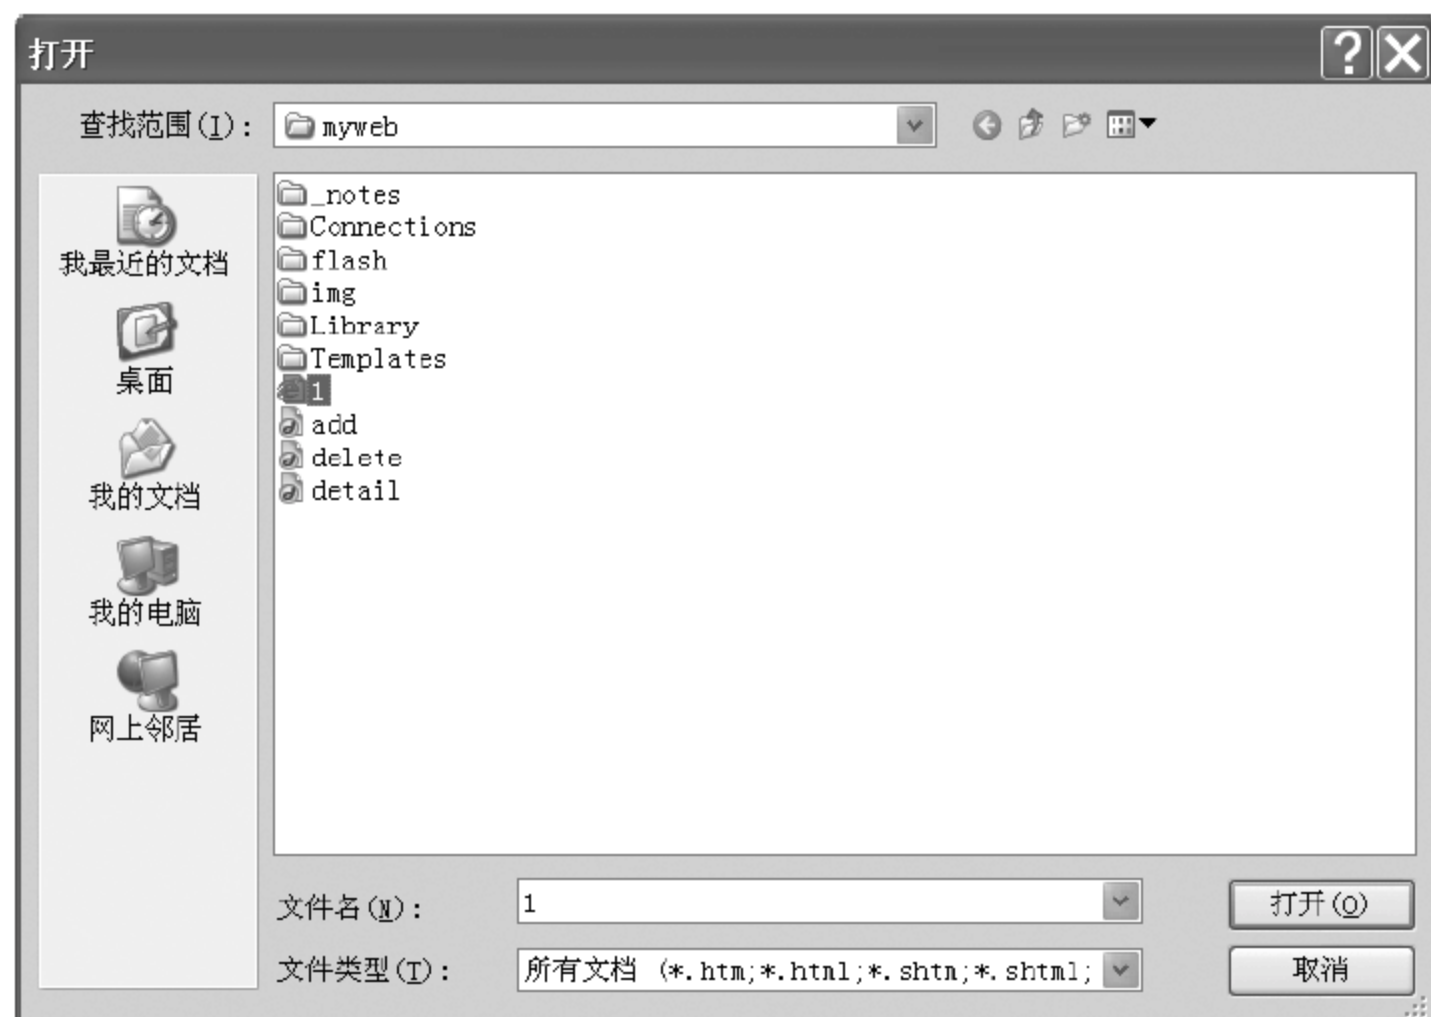 打开
查找范围(I):
myweb
我最近的文档
桌面
我的文档
我的电脑
网上邻居
_notes
Connections
flash
img
Library
Templates
1
add
delete
detail
文件名(N):
1
打开(O)
文件类型(T):
所有文档 (*.htm;*.html;*.shtm;*.shtml;
取消